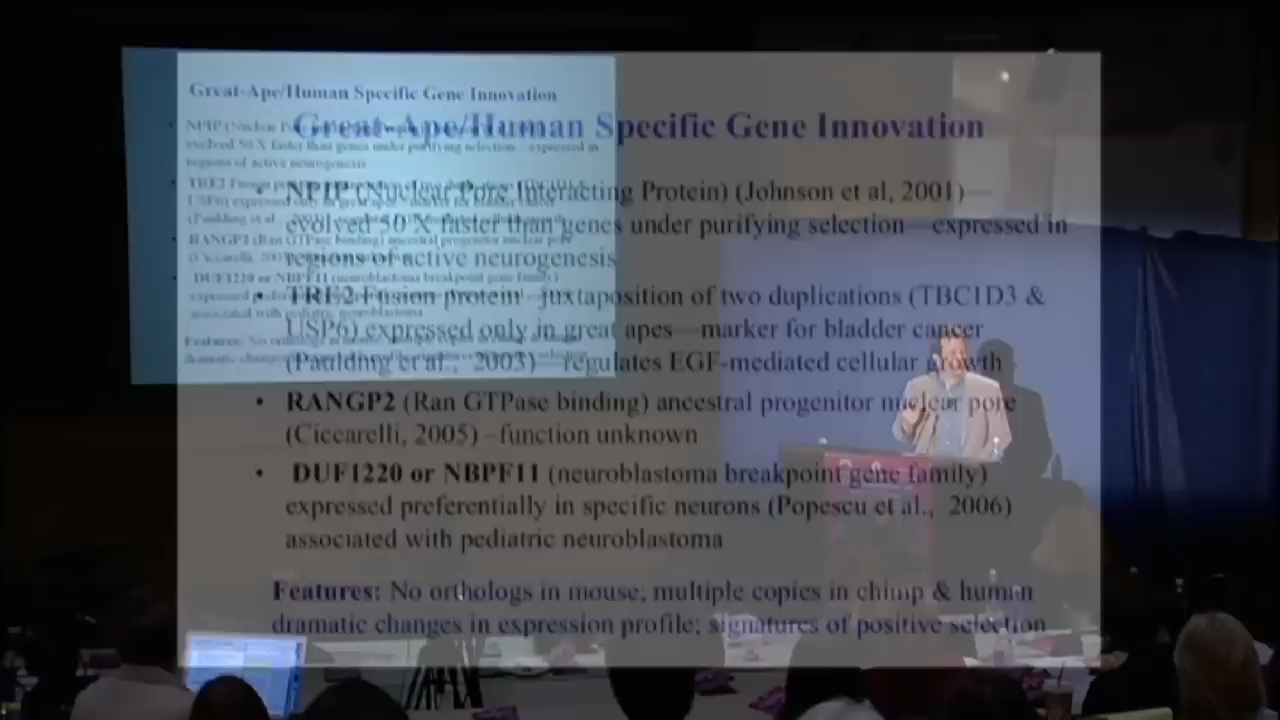 Great-Ape/Human Specific Gene Innovation
Great-Ape/Human Specific Gene Innovation
• NPIP (Nuclear Pore Interacting Protein) (Johnson et al, 2001)—
evolved 50 X faster than genes under purifying selection—expressed in
regions of active neurogenesis
• TRE2 Fusion protein juxtaposition of two duplications (TBC1D3 &
USP6) expressed only in great apes—marker for bladder cancer
(Paulding et al., 2003)—regulates EGF-mediated cellular growth
• RANGP2 (Ran GTPase binding) ancestral progenitor nuclear pore
(Ciccarelli, 2005) –function unknown
• DUF1220 or NBPF11 (neuroblastoma breakpoint gene family)
expressed preferentially in specific neurons (Popescu et al., 2006)
associated with pediatric neuroblastoma
Features: No orthologs in mouse; multiple copies in chimp & human
dramatic changes in expression profile; signatures of positive selection